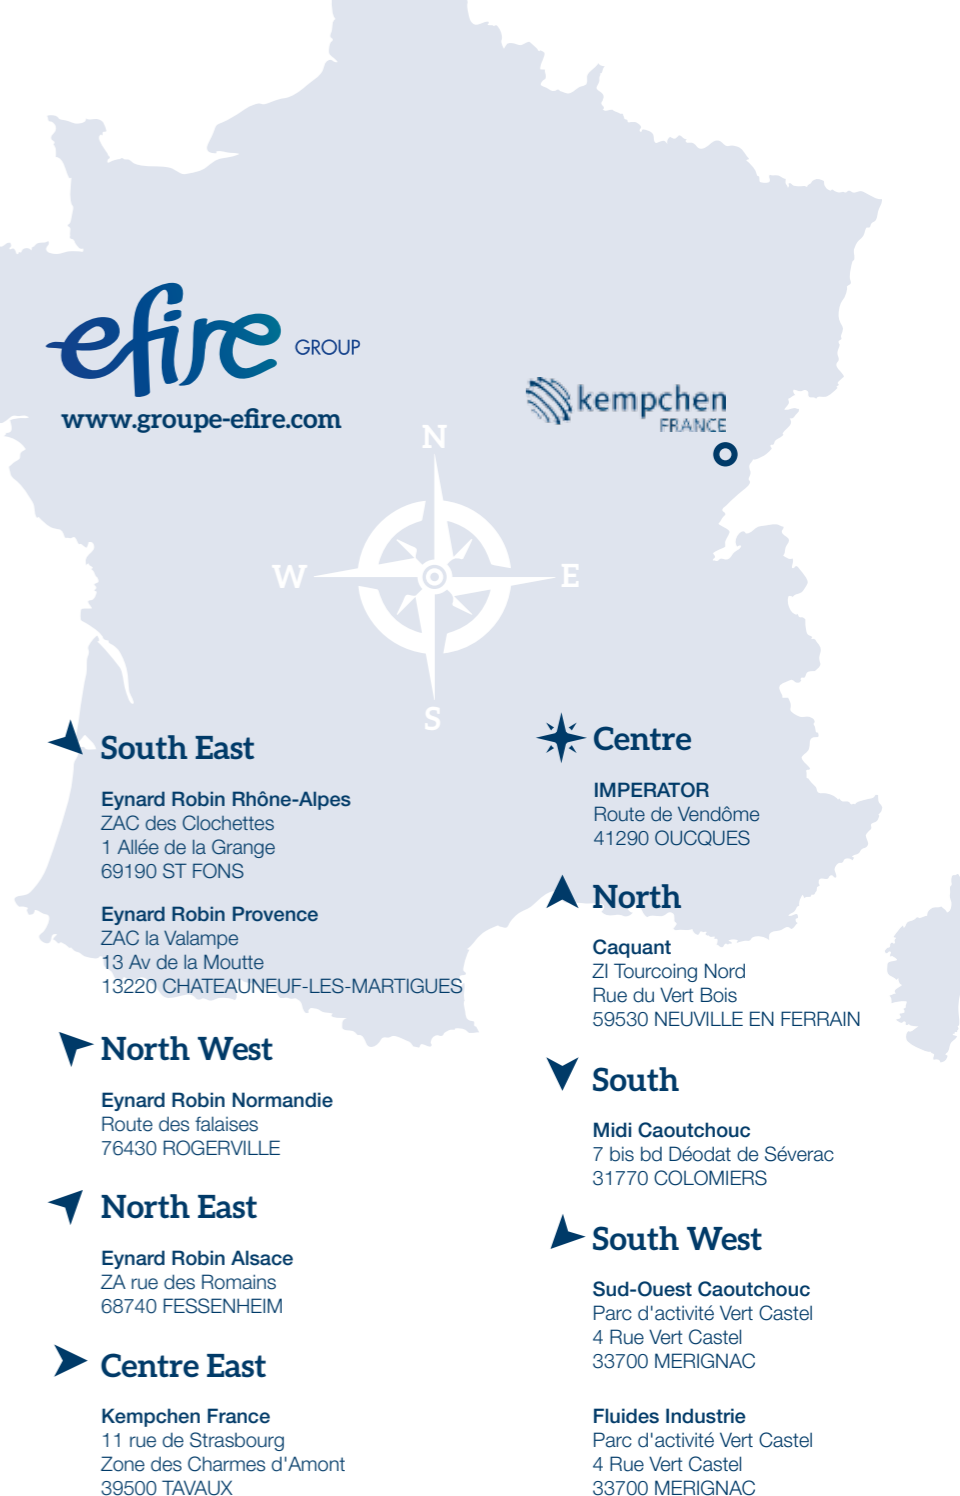 efire GROUP
www.groupe-efire.com
kempchen
FRANCE
N
W
E
S
South East
Eynard Robin Rhône-Alpes
ZAC des Clochettes
1 Allée de la Grange
69190 ST FONS
Eynard Robin Provence
ZAC la Valampe
13 Av de la Moutte
13220 CHATEAUNEUF-LES-MARTIGUES
North West
Eynard Robin Normandie
Route des falaises
76430 ROGERVILLE
North East
Eynard Robin Alsace
ZA rue des Romains
68740 FESSENHEIM
Centre East
Kempchen France
11 rue de Strasbourg
Zone des Charmes d'Amont
39500 TAVAUX
Centre
IMPERATOR
Route de Vendôme
41290 OUCQUES
North
Caquant
ZI Tourcoing Nord
Rue du Vert Bois
59530 NEUVILLE EN FERRAIN
South
Midi Caoutchouc
7 bis bd Déodat de Séverac
31770 COLOMIERS
South West
Sud-Ouest Caoutchouc
Parc d'activité Vert Castel
4 Rue Vert Castel
33700 MERIGNAC
Fluides Industrie
Parc d'activité Vert Castel
4 Rue Vert Castel
33700 MERIGNAC